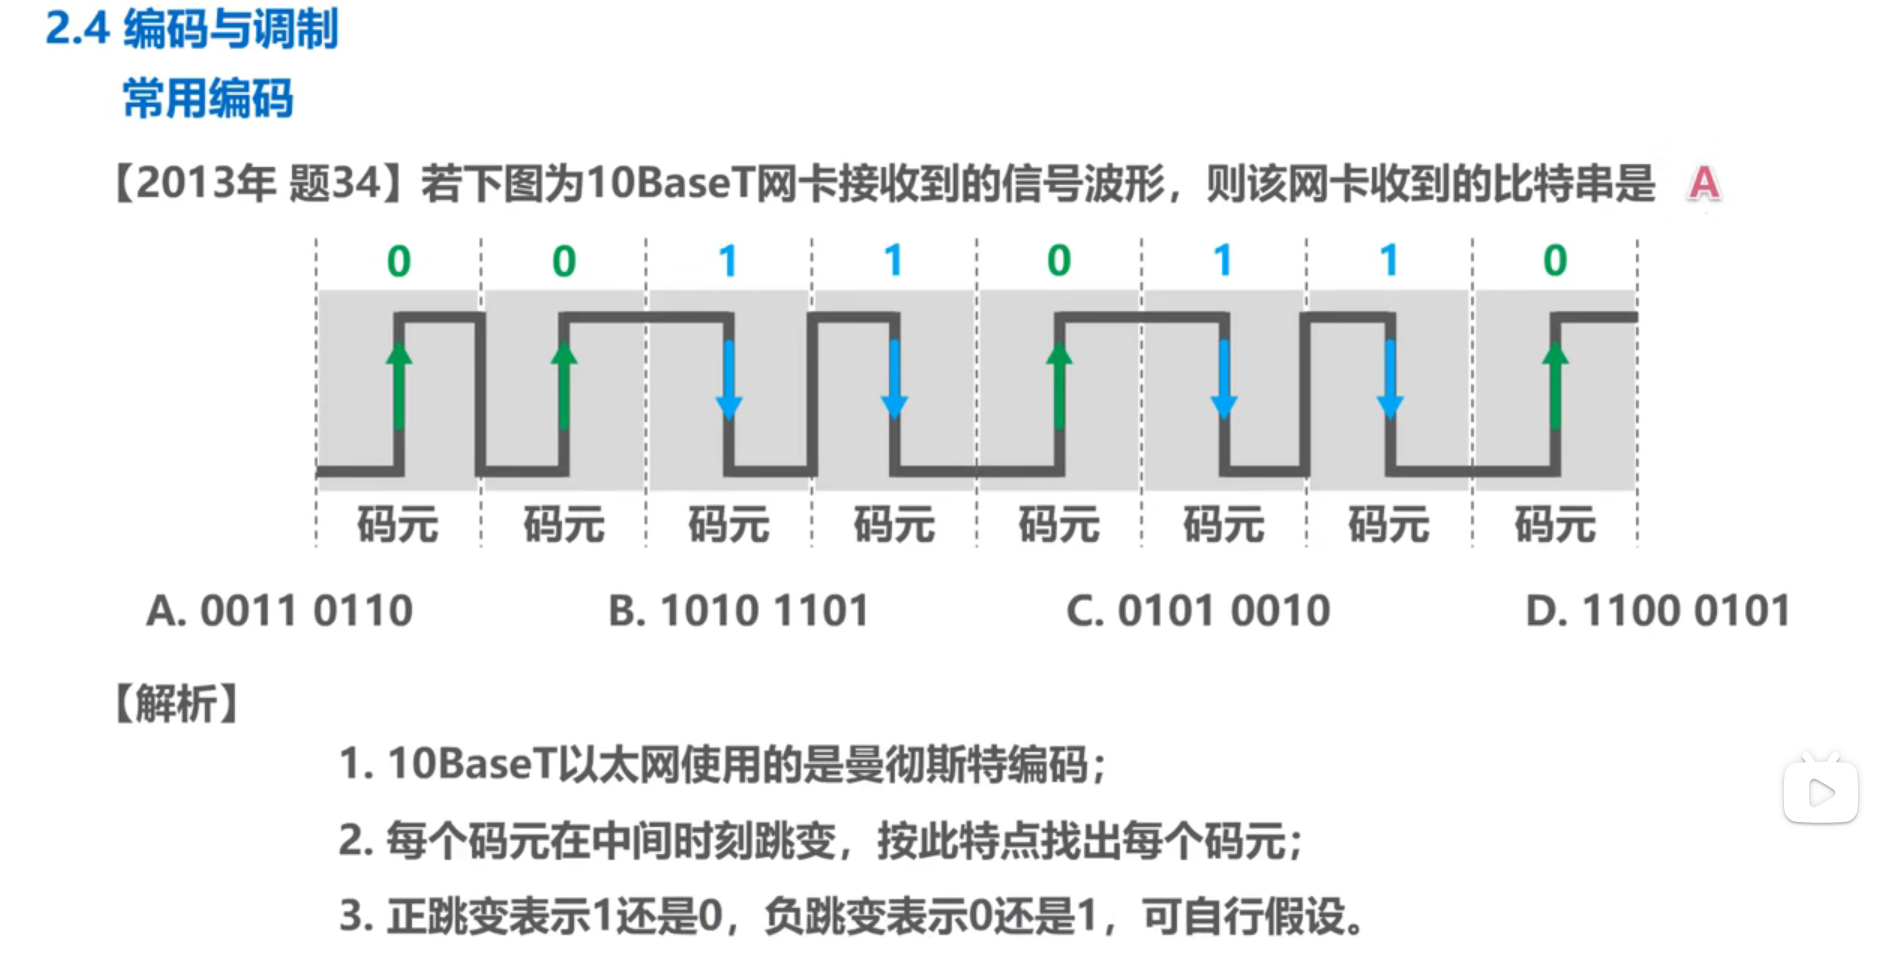 2.4 编码与调制
常用编码
【2013年 题34】若下图为10BaseT网卡接收到的信号波形，则该网卡收到的比特串是 A
0 0 1 1 0 1 1 0
码元 码元 码元 码元 码元 码元 码元 码元
A. 0011 0110 B. 1010 1101 C. 0101 0010 D. 1100 0101
【解析】
1. 10BaseT以太网使用的是曼彻斯特编码；
2. 每个码元在中间时刻跳变，按此特点找出每个码元；
3. 正跳变表示1还是0，负跳变表示0还是1，可自行假设。